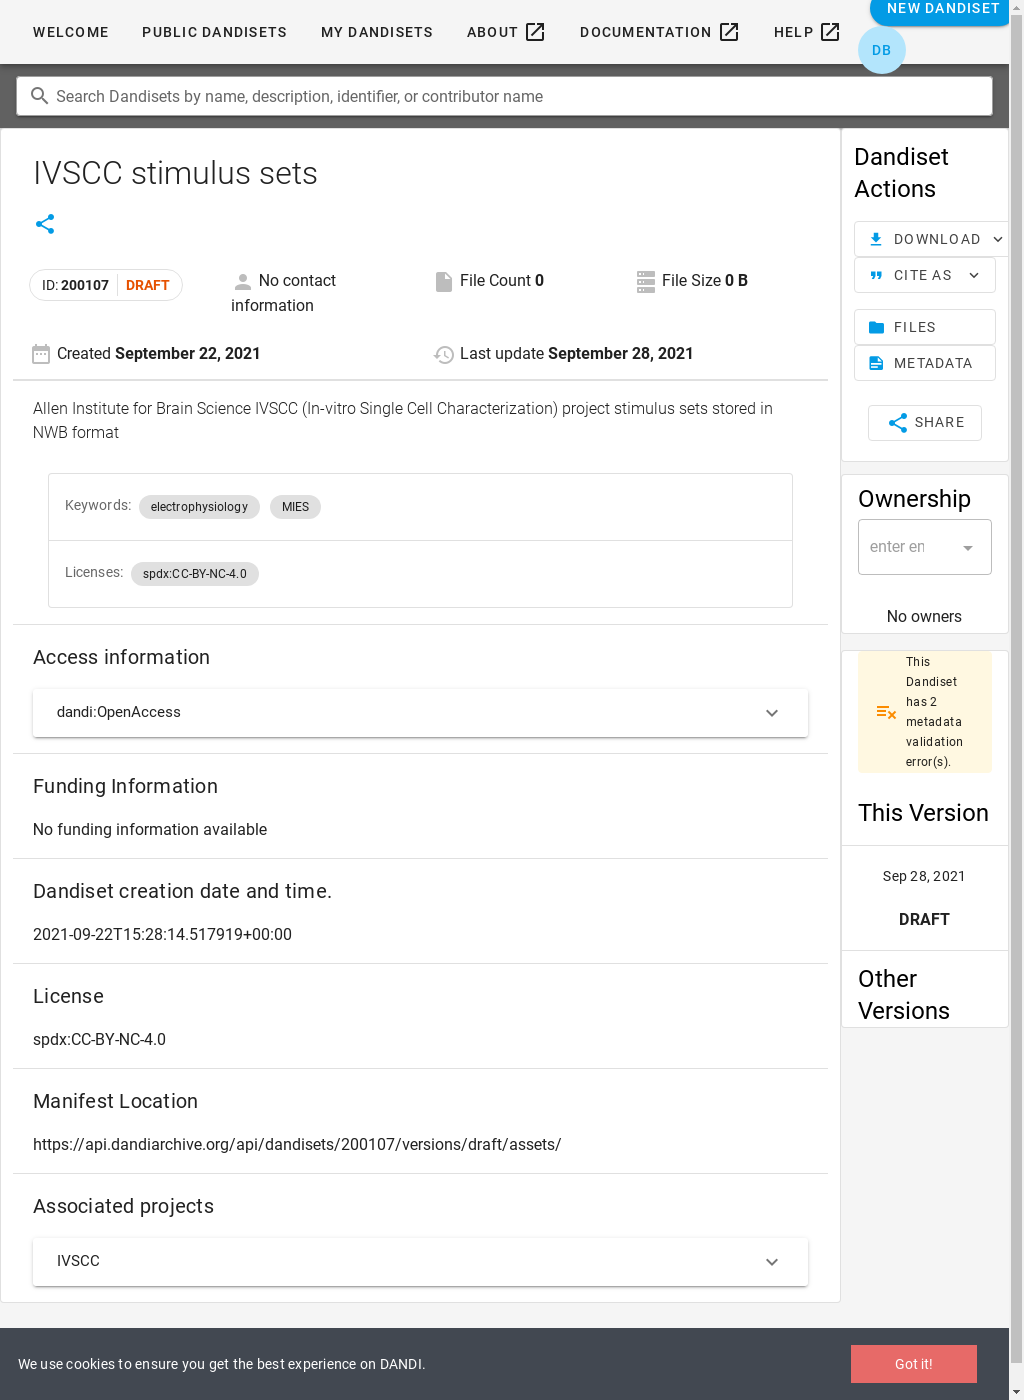 WELCOME
PUBLIC DANDISETS
MY DANDISETS
ABOUT
DOCUMENTATION
HELP
NEW DANDISET
DB
Search Dandisets by name, description, identifier, or contributor name
IVSCC stimulus sets
ID: 200107 DRAFT
No contact
information
File Count 0
File Size 0 B
Created September 22, 2021
Last update September 28, 2021
Allen Institute for Brain Science IVSCC (In-vitro Single Cell Characterization) project stimulus sets stored in
NWB format
Keywords: electrophysiology MIES
Licenses: spdx:CC-BY-NC-4.0
Access information
dandi:OpenAccess
Funding Information
No funding information available
Dandiset creation date and time.
2021-09-22T15:28:14.517919+00:00
License
spdx:CC-BY-NC-4.0
Manifest Location
https://api.dandiarchive.org/api/dandisets/200107/versions/draft/assets/
Associated projects
IVSCC
Dandiset
Actions
DOWNLOAD
CITE AS
FILES
METADATA
SHARE
Ownership
enter en
No owners
This
Dandiset
has 2
metadata
validation
error(s).
This Version
Sep 28, 2021
DRAFT
Other
Versions
We use cookies to ensure you get the best experience on DANDI.
Got it!